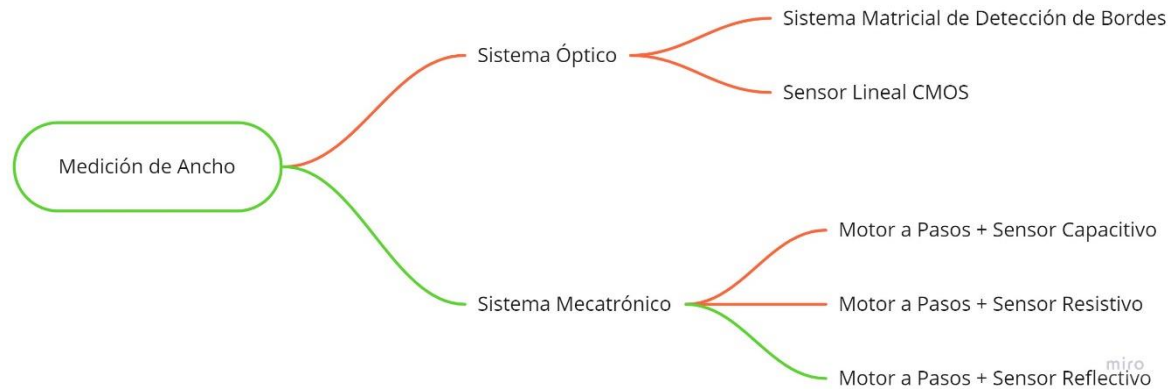 Medición de Ancho
Sistema Óptico
Sistema Matricial de Detección de Bordes
Sensor Lineal CMOS
Sistema Mecatrónico
Motor a Pasos + Sensor Capacitivo
Motor a Pasos + Sensor Resistivo
Motor a Pasos + Sensor Reflectivo
miro